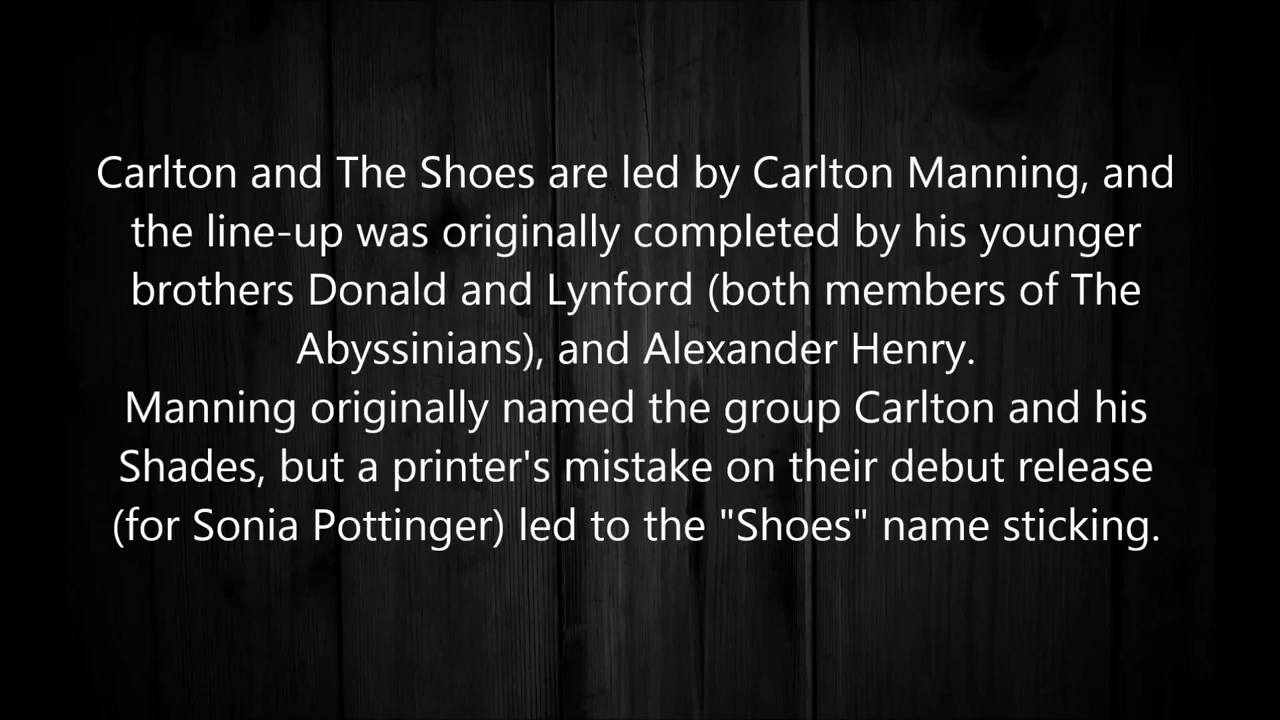 Carlton and The Shoes are led by Carlton Manning, and
the line-up was originally completed by his younger
brothers Donald and Lynford (both members of The
Abyssinians), and Alexander Henry.
Manning originally named the group Carlton and his
Shades, but a printer's mistake on their debut release
(for Sonia Pottinger) led to the "Shoes" name sticking.